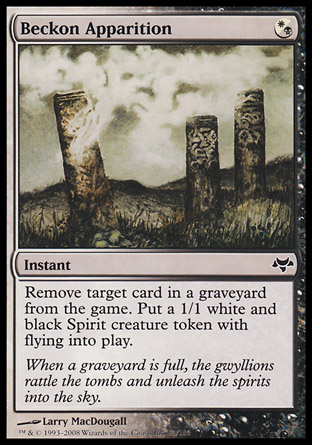 Beckon Apparition
Instant
Remove target card in a graveyard
from the game. Put a 1/1 white and
black Spirit creature token with
flying into play.
When a graveyard is full, the gwyllions
rattle the tombs and unleash the spirits
into the sky.
Larry MacDougall
™ & © 1993–2008 Wizards of the Coast